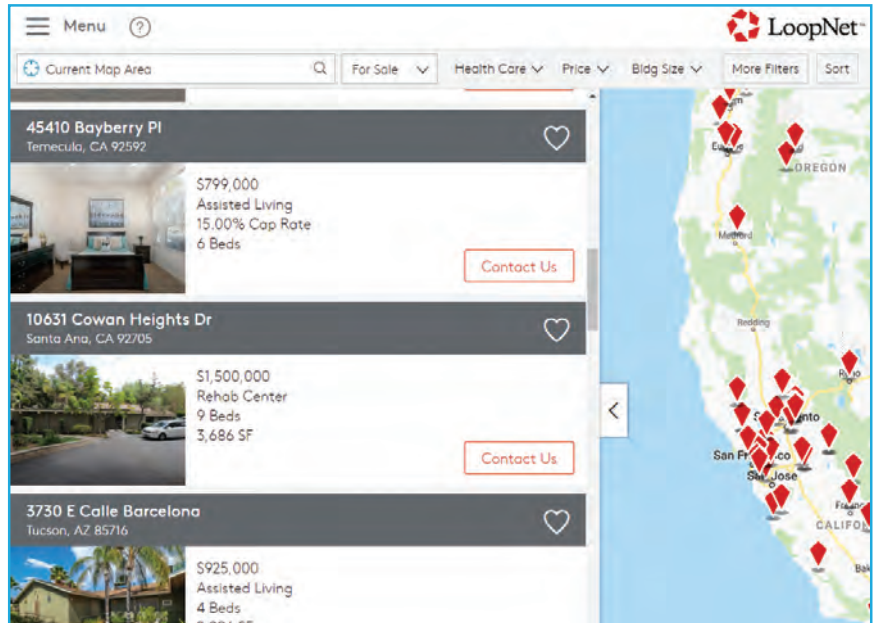 Menu ?
LoopNet
Current Map Area
For Sale
Health Care
Price
Bldg Size
More Filters
Sort
45410 Bayberry Pl
Temecula, CA 92592
$799,000
Assisted Living
15.00% Cap Rate
6 Beds
Contact Us
10631 Cowan Heights Dr
Santa Ana, CA 92705
$1,500,000
Rehab Center
9 Beds
3,686 SF
Contact Us
3730 E Calle Barcelona
Tucson, AZ 85716
$925,000
Assisted Living
4 Beds
OREGON
Medford
Redding
San
Jose